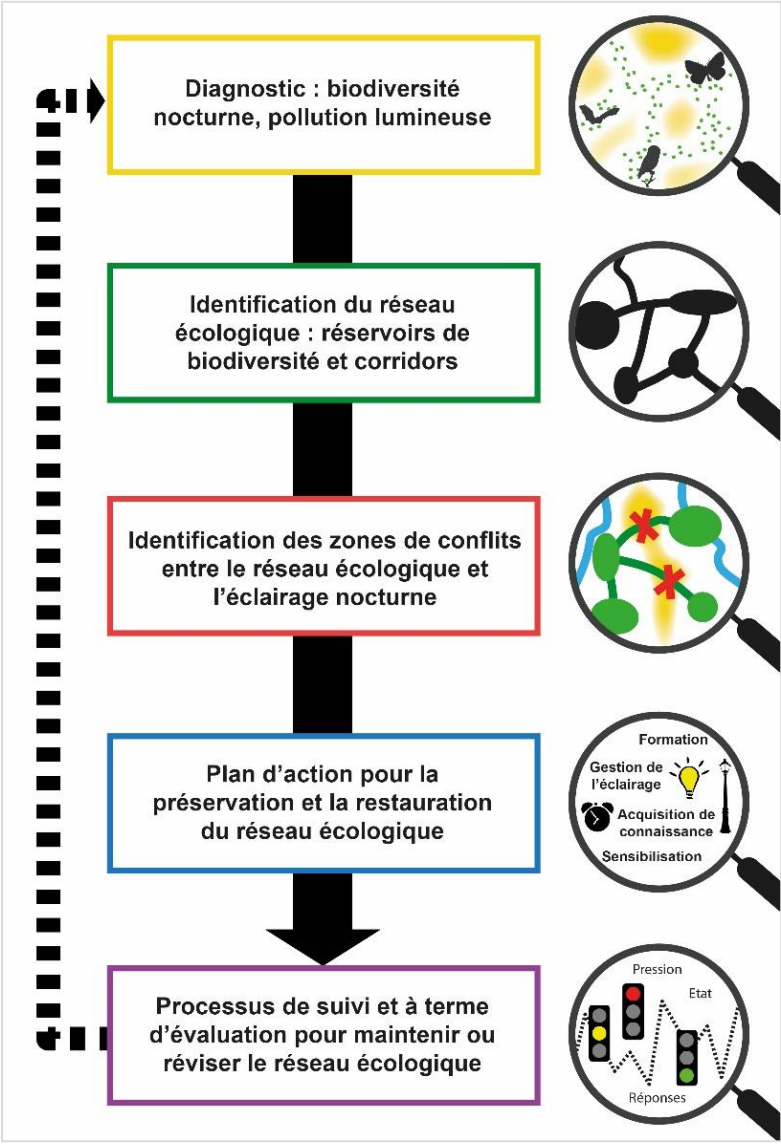 Diagnostic : biodiversité
nocturne, pollution lumineuse
Identification du réseau
écologique : réservoirs de
biodiversité et corridors
Identification des zones de conflits
entre le réseau écologique et
l'éclairage nocturne
Plan d'action pour la
préservation et la restauration
du réseau écologique
Formation
Gestion de
l'éclairage
Acquisition de
connaissance
Sensibilisation
Processus de suivi et à terme
d'évaluation pour maintenir ou
réviser le réseau écologique
Pression
Etat
Réponses